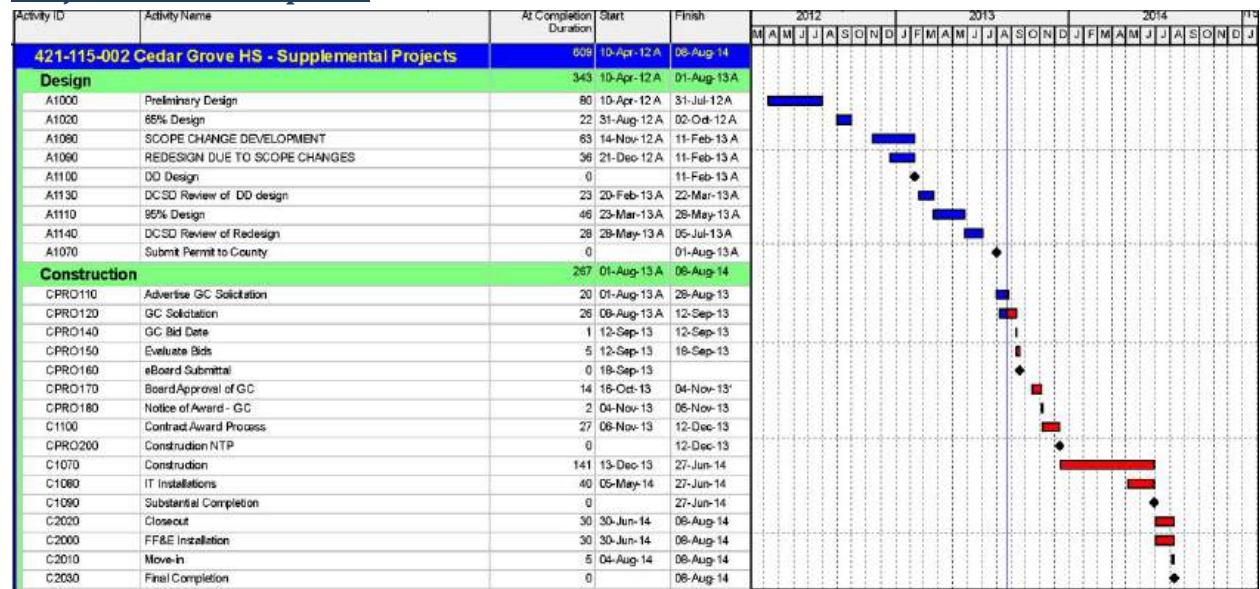 Activity ID Activity Name At Completion Duration Start Finish 2012 2013 2014
M A M J J A S O N D J F M A M J J A S O N D J F M A M J J A S O N D J
421-115-002 Cedar Grove HS - Supplemental Projects 609 10-Apr-12 A 08-Aug-14
Design 343 10-Apr-12 A 01-Aug-13 A
A1000 Preliminary Design 80 10-Apr-12 A 31-Jul-12 A
A1020 65% Design 22 31-Aug-12 A 02-Oct-12 A
A1080 SCOPE CHANGE DEVELOPMENT 63 14-Nov-12 A 11-Feb-13 A
A1090 REDESIGN DUE TO SCOPE CHANGES 36 21-Dec-12 A 11-Feb-13 A
A1100 DD Design 0 11-Feb-13 A
A1130 DCSD Review of DD design 23 20-Feb-13 A 22-Mar-13 A
A1110 95% Design 46 23-Mar-13 A 28-May-13 A
A1140 DCSD Review of Redesign 28 28-May-13 A 05-Jul-13 A
A1070 Submit Permit to County 0 01-Aug-13 A
Construction 267 01-Aug-13 A 08-Aug-14
CPRO110 Advertise GC Solicitation 20 01-Aug-13 A 28-Aug-13
CPRO120 GC Solicitation 26 08-Aug-13 A 12-Sep-13
CPRO140 GC Bid Date 1 12-Sep-13 12-Sep-13
CPRO150 Evaluate Bids 5 12-Sep-13 18-Sep-13
CPRO160 eBoard Submittal 0 18-Sep-13
CPRO170 Board Approval of GC 14 16-Oct-13 04-Nov-13*
CPRO180 Notice of Award - GC 2 04-Nov-13 05-Nov-13
C1100 Contract Award Process 27 06-Nov-13 12-Dec-13
CPRO200 Construction NTP 0 12-Dec-13
C1070 Construction 141 13-Dec-13 27-Jun-14
C1080 IT Installations 40 05-May-14 27-Jun-14
C1090 Substantial Completion 0 27-Jun-14
C2020 Closeout 30 30-Jun-14 08-Aug-14
C2000 FF&E Installation 30 30-Jun-14 08-Aug-14
C2010 Move-in 5 04-Aug-14 08-Aug-14
C2030 Final Completion 0 08-Aug-14